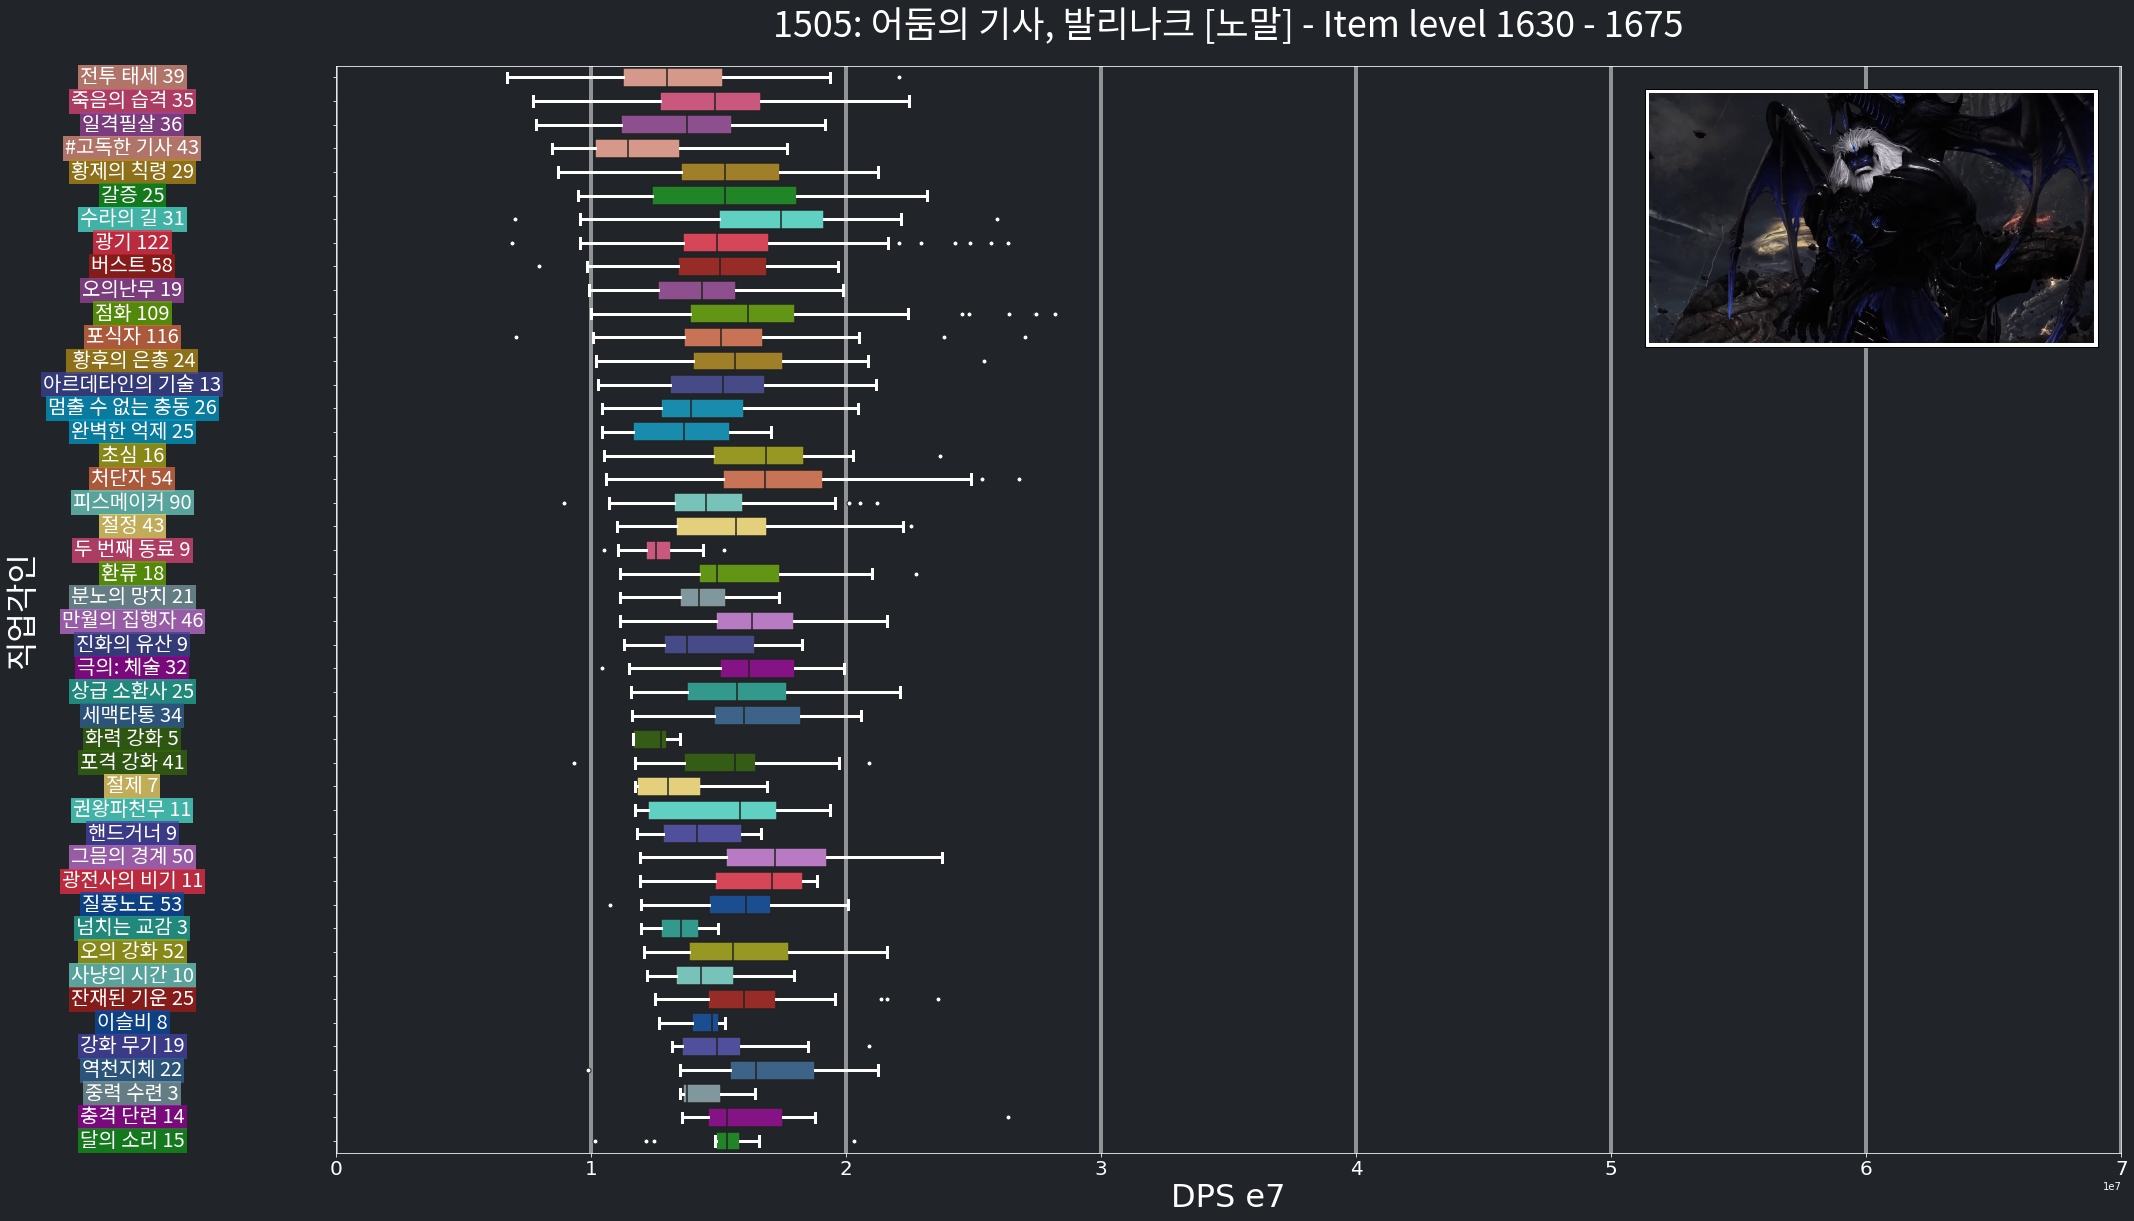 1505: 어둠의 기사, 발리나크 [노말] - Item level 1630 - 1675
직업각인
전투 태세 39
죽음의 습격 35
일격필살 36
#고독한 기사 43
황제의 칙령 29
갈증 25
수라의 길 31
광기 122
버스트 58
오의난무 19
점화 109
포식자 116
황후의 은총 24
아르데타인의 기술 13
멈출 수 없는 충동 26
완벽한 억제 25
초심 16
처단자 54
피스메이커 90
절정 43
두 번째 동료 9
환류 18
분노의 망치 21
만월의 집행자 46
진화의 유산 9
극의: 체술 32
상급 소환사 25
세맥타통 34
화력 강화 5
포격 강화 41
절제 7
권왕파천무 11
핸드거너 9
그믐의 경계 50
광전사의 비기 11
질풍노도 53
넘치는 교감 3
오의 강화 52
사냥의 시간 10
잔재된 기운 25
이슬비 8
강화 무기 19
역천지체 22
중력 수련 3
충격 단련 14
달의 소리 15
0 1 2 3 4 5 6 7
1e7
DPS e7